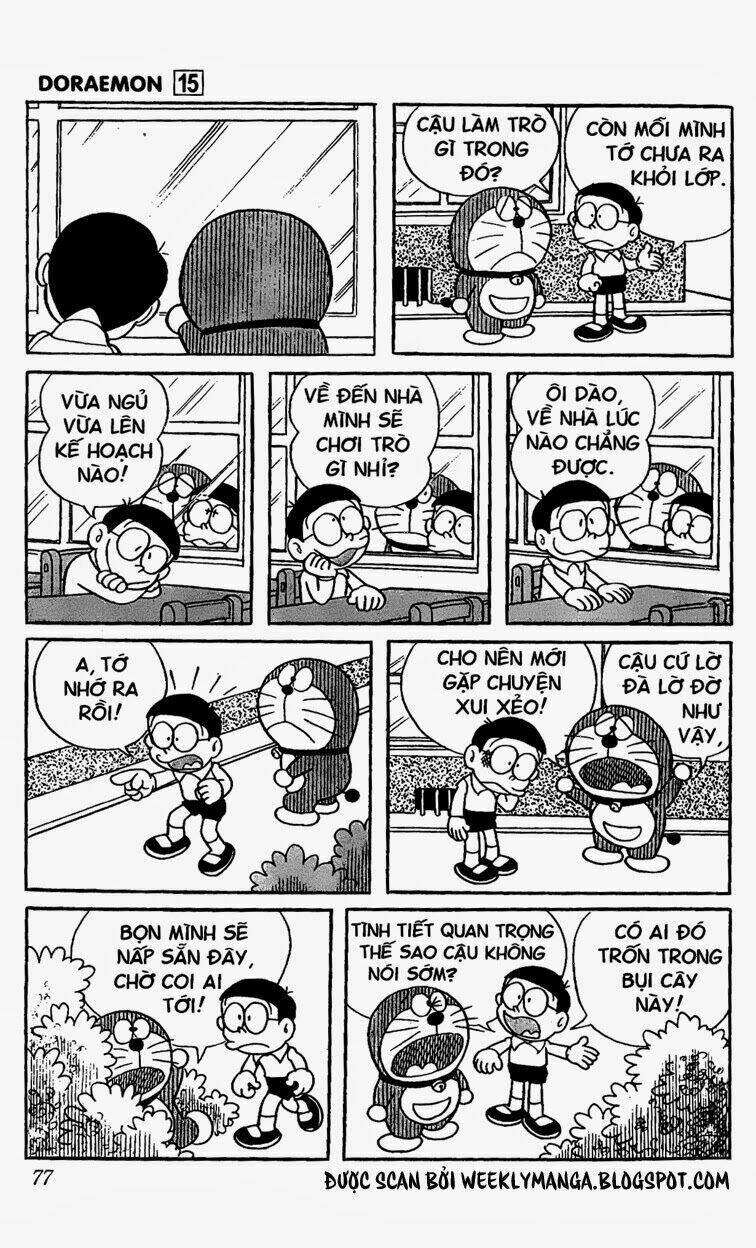 DORAEMON 15
CÒN MỖI MÌNH
TỚ CHƯA RA
KHỎI LỚP.
CẬU LÀM TRÒ
GÌ TRONG
ĐÓ?
ÔI DÀO,
VỀ NHÀ LÚC
NÀO CHẲNG
ĐƯỢC.
VỀ ĐẾN NHÀ
MÌNH SẼ
CHƠI TRÒ
GÌ NHỈ?
VỪA NGỦ
VỪA LÊN
KẾ HOẠCH
NÀO!
CẬU CỨ LỜ
ĐÀ LỜ ĐỜ
NHƯ
VẬY,
CHO NÊN MỚI
GẶP CHUYỆN
XUI XẺO!
A, TỚ
NHỚ RA
RỒI!
CÓ AI ĐÓ
TRỐN TRONG
BỤI CÂY
NÀY!
TÌNH TIẾT QUAN TRỌNG
THẾ SAO CẬU KHÔNG
NÓI SỚM?
BỌN MÌNH SẼ
NẤP SẴN ĐÂY,
CHỜ COI AI
TỚI!
77
ĐƯỢC SCAN BỞI WEEKLYMANGA.BLOGSPOT.COM